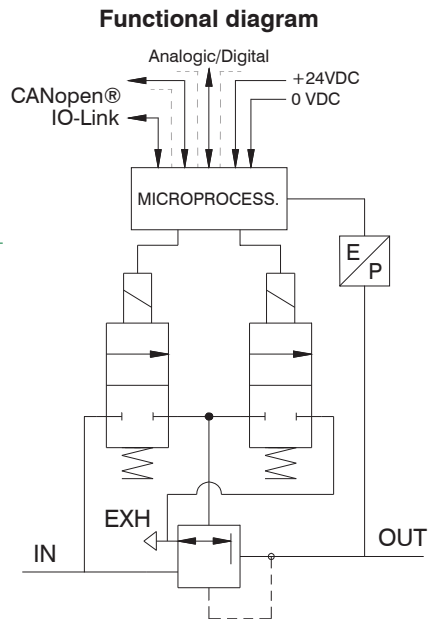 Functional diagram
Analogic/Digital
+24VDC
CANopen®
0 VDC
IO-Link
MICROPROCESS.
E
P
EXH
IN
OUT